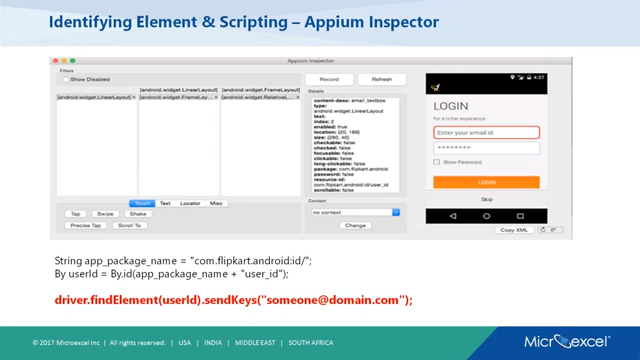 Identifying Element & Scripting – Appium Inspector
Appium Inspector
Filters
Show Disabled
Record
Refresh
[android.widget.LinearLayout]
[android.widget.FrameLayout]
[android.widget.LinearLayout]
[android.widget.FrameLay...
[android.widget.RelativeL...
Details
content-desc: email_textbox
type:
android.widget.LinearLayout
text:
index: 2
enabled: true
location: {20, 199}
size: {280, 40}
checkable: false
checked: false
focusable: false
clickable: false
long-clickable: false
package: com.flipkart.android
password: false
resource-id:
com.flipkart.android:id/user_id
scrollable: false
4:37
LOGIN
for a richer experience
Enter your email id
********
Show Password
LOGIN
Skip
Touch
Text
Locator
Misc
Tap
Swipe
Shake
Precise Tap
Scroll To
Context
no context
Change
Copy XML
0°
String app_package_name = "com.flipkart.android:id/";
By userId = By.id(app_package_name + "user_id");
driver.findElement(userId).sendKeys("someone@domain.com");
© 2017 Microexcel Inc | All rights reserved. | USA | INDIA | MIDDLE EAST | SOUTH AFRICA
Microexcel